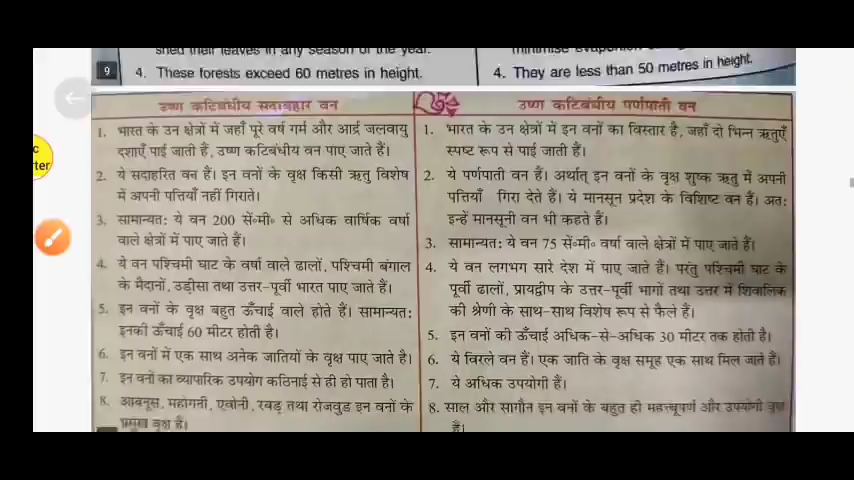 shed their leaves in any season of the year.
4. These forests exceed 60 metres in height.
9
4. They are less than 50 metres in height.
उष्ण कटिबंधीय सदाबहार वन
1. भारत के उन क्षेत्रों में जहाँ पूरे वर्ष गर्म और आर्द्र जलवायु
दशाएँ पाई जाती हैं, उष्ण कटिबंधीय वन पाए जाते हैं।
2. ये सदाहरित वन हैं। इन वनों के वृक्ष किसी ऋतु विशेष
में अपनी पत्तियाँ नहीं गिराते।
3. सामान्यतः ये वन 200 सें०मी० से अधिक वार्षिक वर्षा
वाले क्षेत्रों में पाए जाते हैं।
4. ये वन पश्चिमी घाट के वर्षा वाले ढालों, पश्चिमी बंगाल
के मैदानों, उड़ीसा तथा उत्तर-पूर्वी भारत पाए जाते हैं।
5. इन वनों के वृक्ष बहुत ऊँचाई वाले होते हैं। सामान्यतः
इनकी ऊँचाई 60 मीटर होती है।
6. इन वनों में एक साथ अनेक जातियों के वृक्ष पाए जाते है।
7. इन वनों का व्यापारिक उपयोग कठिनाई से ही हो पाता है।
8. आबनूस, महोगनी, एबोनी, रबड़ तथा रोजवुड इन वनों के
प्रमुख वृक्ष हैं।
उष्ण कटिबंधीय पर्णपाती वन
1. भारत के उन क्षेत्रों में इन वनों का विस्तार है, जहाँ दो भिन्न ऋतुएँ
स्पष्ट रूप से पाई जाती हैं।
2. ये पर्णपाती वन हैं। अर्थात् इन वनों के वृक्ष शुष्क ऋतु में अपनी
पत्तियाँ गिरा देते हैं। ये मानसून प्रदेश के विशिष्ट वन हैं। अतः
इन्हें मानसूनी वन भी कहते हैं।
3. सामान्यतः ये वन 75 सें०मी० वर्षा वाले क्षेत्रों में पाए जाते हैं।
4. ये वन लगभग सारे देश में पाए जाते हैं। परंतु पश्चिमी घाट के
पूर्वी ढालों, प्रायद्वीप के उत्तर-पूर्वी भागों तथा उत्तर में शिवालिक
की श्रेणी के साथ-साथ विशेष रूप से फैले हैं।
5. इन वनों की ऊँचाई अधिक-से-अधिक 30 मीटर तक होती है।
6. ये विरले वन हैं। एक जाति के वृक्ष समूह एक साथ मिल जाते हैं।
7. ये अधिक उपयोगी हैं।
8. साल और सागौन इन वनों के बहुत ही महत्त्वपूर्ण और उपयोगी वृक्ष
हैं।